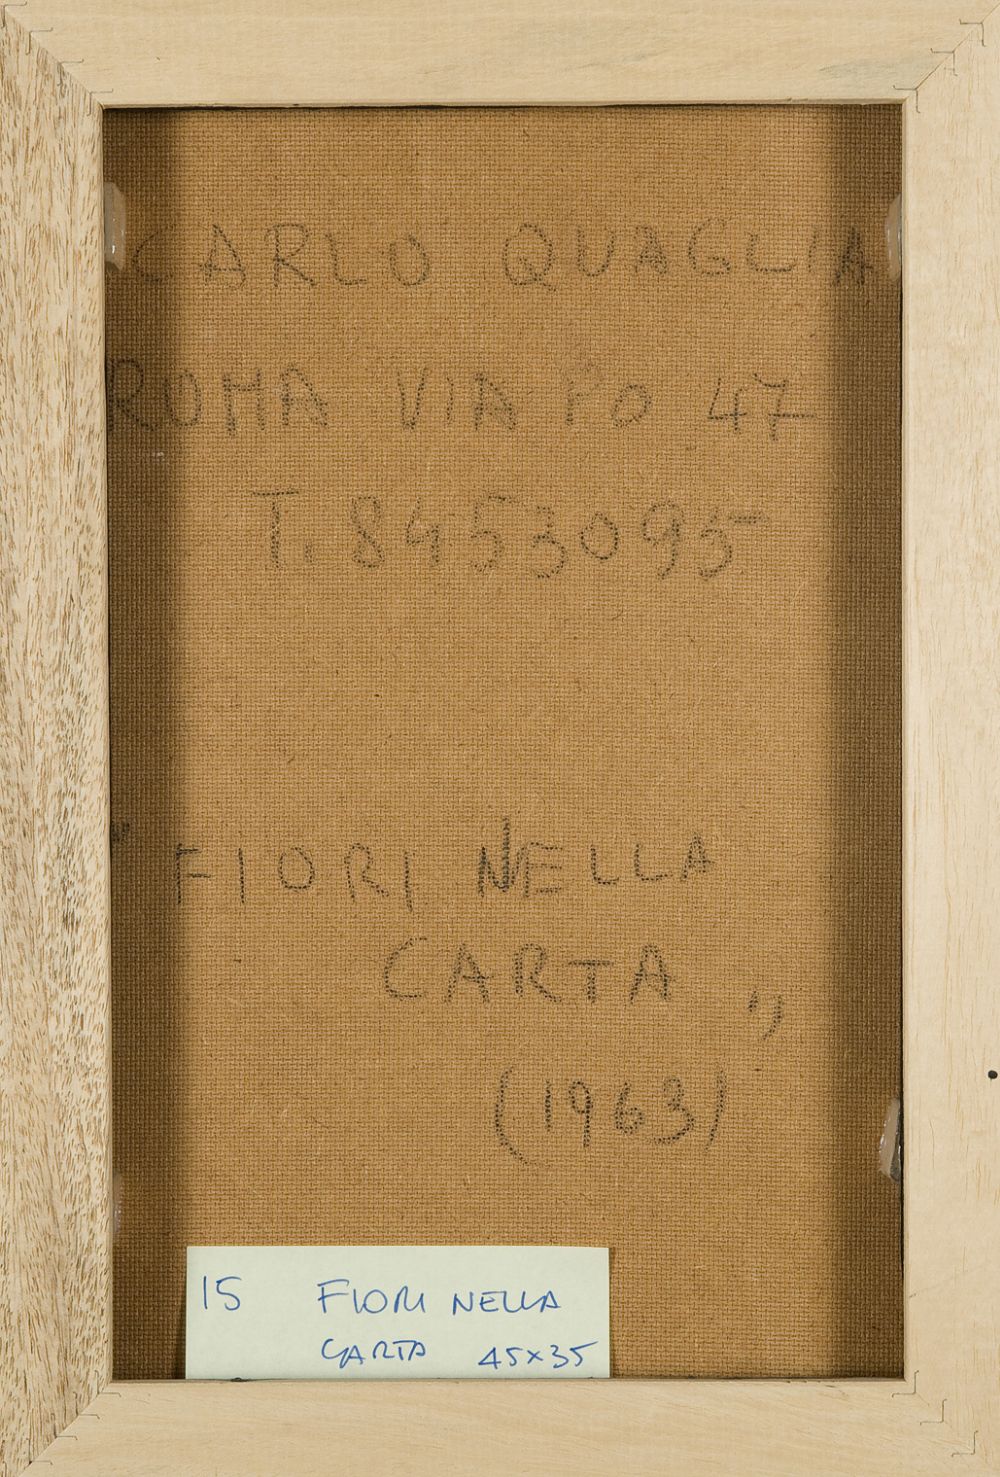 CARLO QUAGLIA
ROMA VIA PO 47
T. 8453095
"FIORI NELLA
CARTA"
(1963)
15 FIORI NELLA
CARTA 45x35